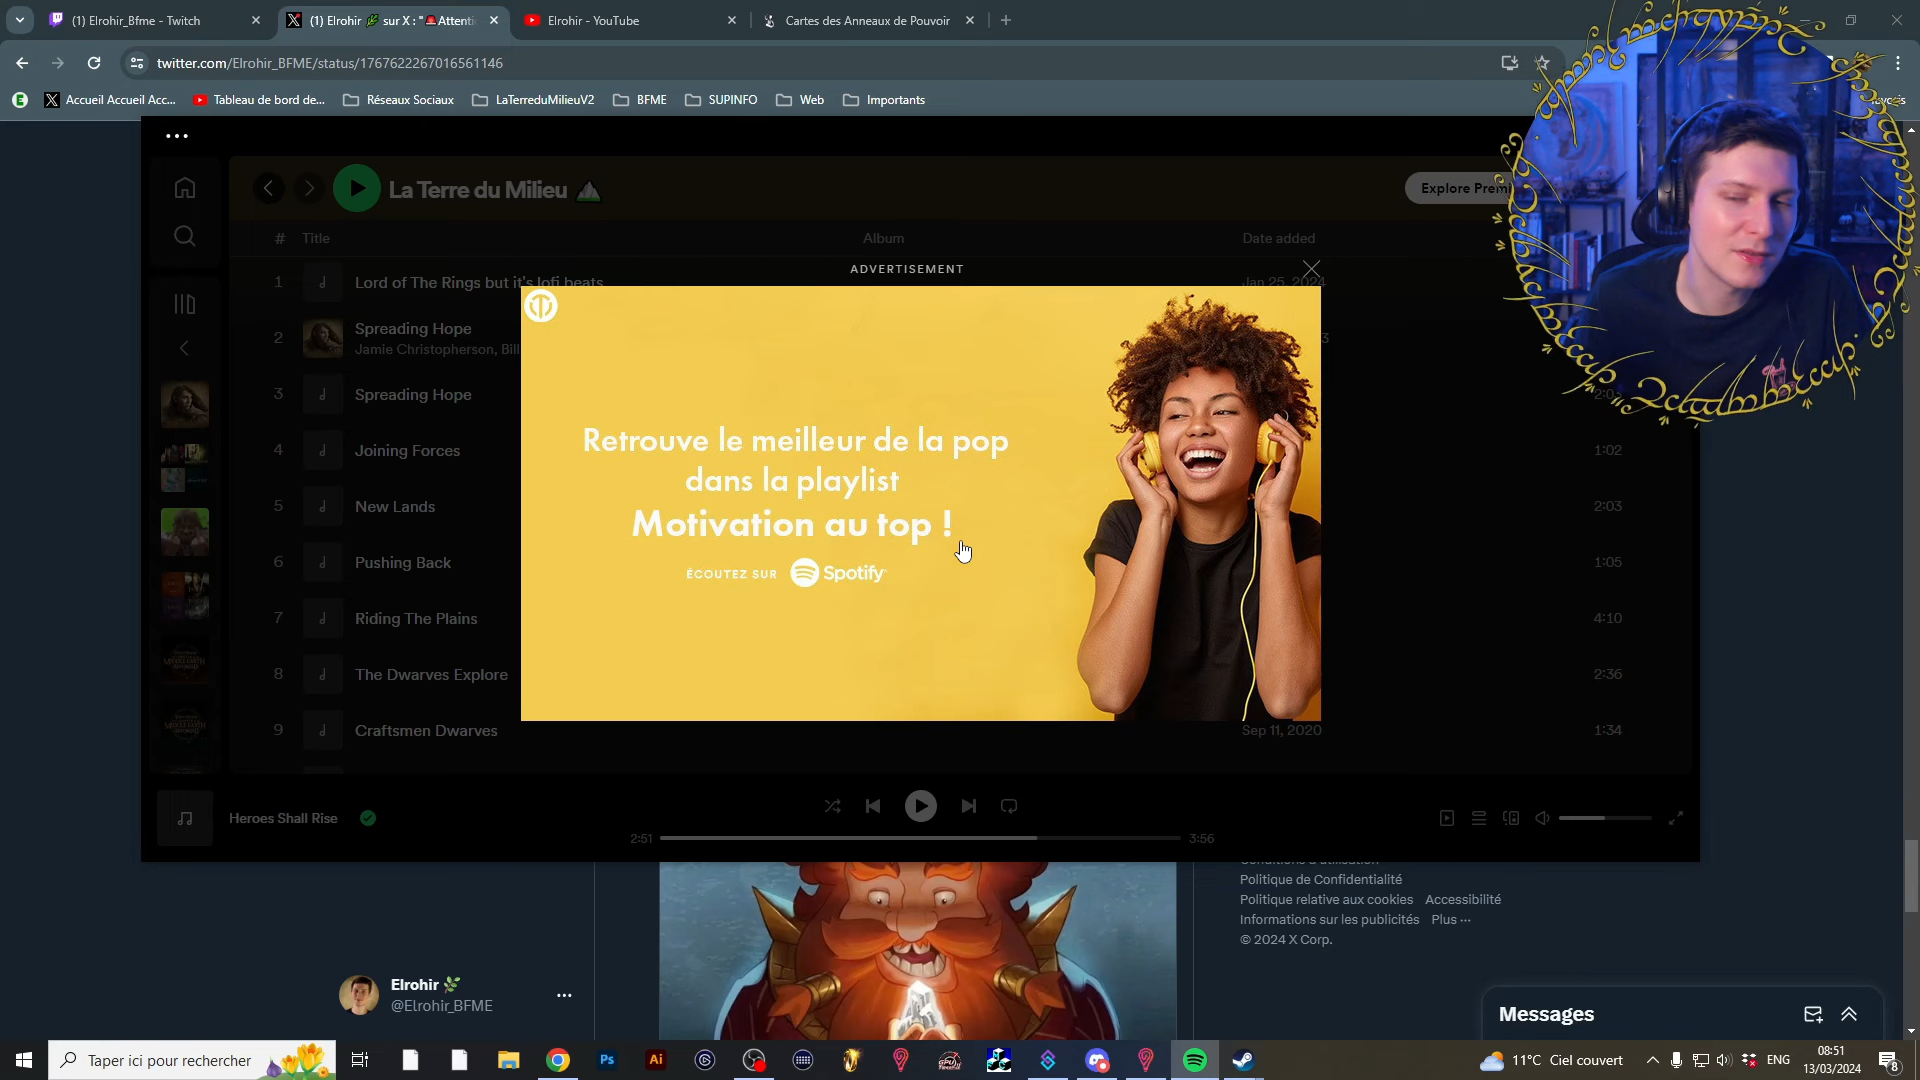 (1) Elrohir_Bfme - Twitch
(1) Elrohir 🌿 sur X : "🚨Attenti
Elrohir - YouTube
Cartes des Anneaux de Pouvoir
twitter.com/Elrohir_BFME/status/1767622267016561146
Accueil Accueil Acc...
Tableau de bord de...
Réseaux Sociaux
LaTerreduMilieuV2
BFME
SUPINFO
Web
Importants
La Terre du Milieu
Explore Premi
# Title
Album
Date added
ADVERTISEMENT
1 Lord of The Rings but it's lofi beats
Jan 25, 2024
2 Spreading Hope
Jamie Christopherson, Bill
3 Spreading Hope
4 Joining Forces
1:02
5 New Lands
2:03
6 Pushing Back
1:05
7 Riding The Plains
4:10
8 The Dwarves Explore
2:36
9 Craftsmen Dwarves
Sep 11, 2020
1:34
Retrouve le meilleur de la pop
dans la playlist
Motivation au top !
ÉCOUTEZ SUR Spotify
Heroes Shall Rise
2:51
3:56
Politique de Confidentialité
Politique relative aux cookies Accessibilité
Informations sur les publicités Plus ···
© 2024 X Corp.
Elrohir
@Elrohir_BFME
Messages
Taper ici pour rechercher
Ps
Ai
11°C Ciel couvert
ENG
08:51
13/03/2024
8